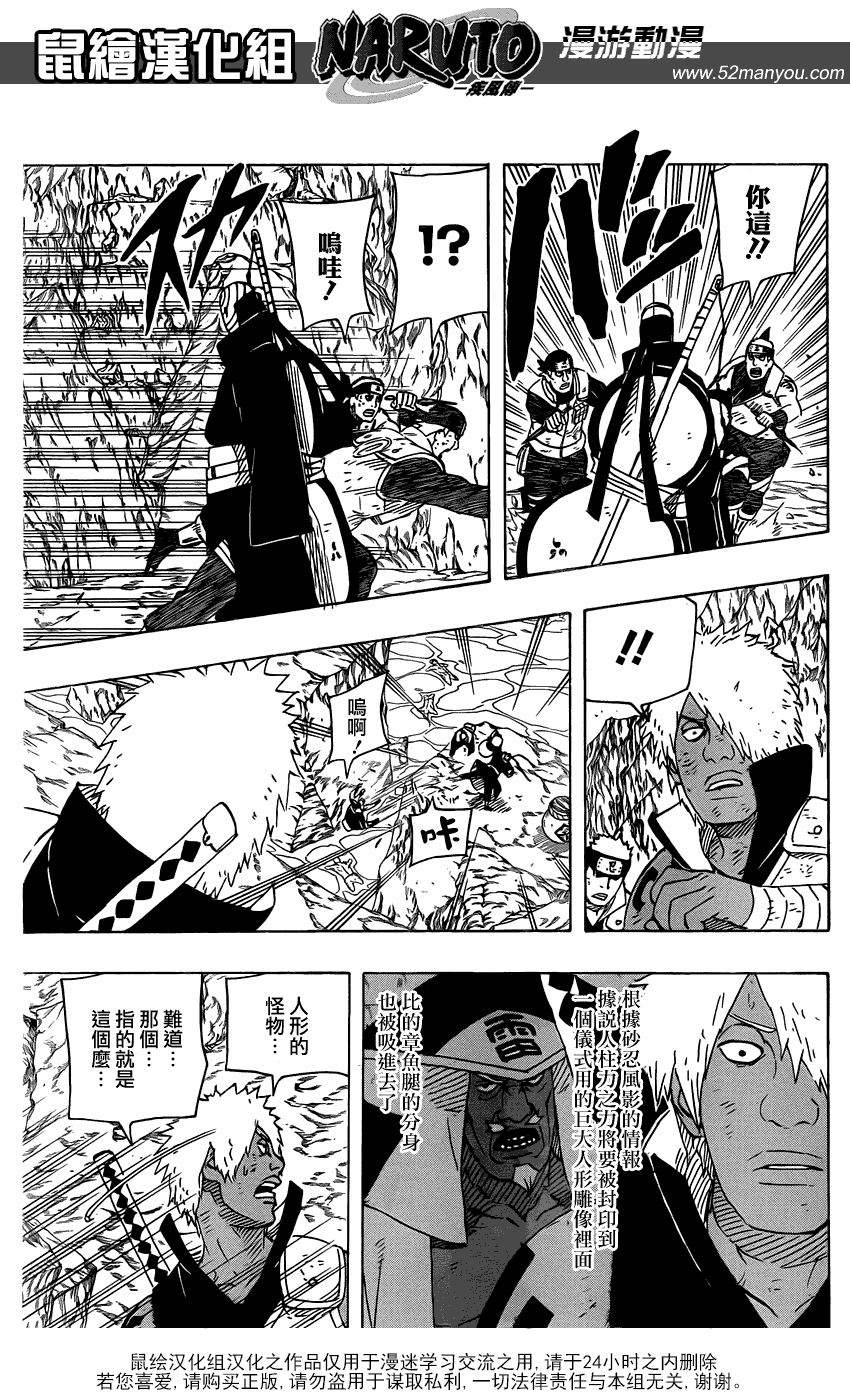 鼠繪漢化組
NARUTO
—疾風傳—
漫游動漫
www.52manyou.com
你這!!
バババ
!?
嗚哇!
ズオ
!!
嗚啊!
咔
根據砂忍風影的情報
據説人柱力之力將要被封印到
一個儀式用的巨大人形雕像裡面
雷
比的章魚腿的分身
也被吸進去了
人形的
怪物…
難道…
那個…
指的就是
這個麼…
鼠绘汉化组汉化之作品仅用于漫迷学习交流之用,请于24小时之内删除
若您喜爱,请购买正版,请勿盗用于谋取私利,一切法律责任与本组无关,谢谢。